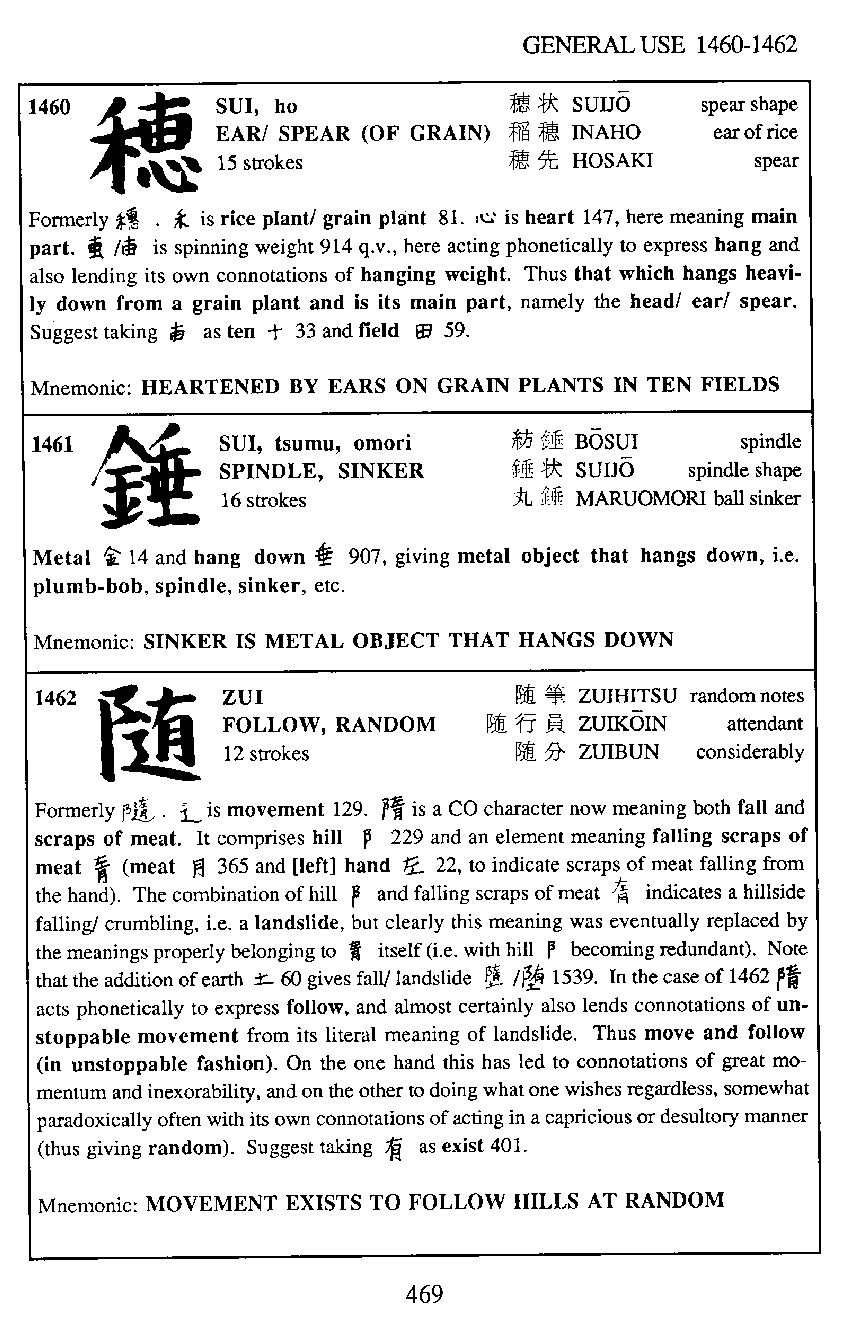 GENERAL USE 1460-1462
1460 穂 SUI, ho 穂状 SUIJŌ spear shape
EAR/ SPEAR (OF GRAIN) 稲穂 INAHO ear of rice
15 strokes 穂先 HOSAKI spear
Formerly 穗 . 禾 is rice plant/ grain plant 81. 心 is heart 147, here meaning main
part. 叀 / is spinning weight 914 q.v., here acting phonetically to express hang and
also lending its own connotations of hanging weight. Thus that which hangs heavi-
ly down from a grain plant and is its main part, namely the head/ ear/ spear.
Suggest taking as ten 十 33 and field 田 59.
Mnemonic: HEARTENED BY EARS ON GRAIN PLANTS IN TEN FIELDS
1461 錘 SUI, tsumu, omori 紡錘 BŌSUI spindle
SPINDLE, SINKER 錘状 SUIJŌ spindle shape
16 strokes 丸錘 MARUOMORI ball sinker
Metal 金 14 and hang down 垂 907, giving metal object that hangs down, i.e.
plumb-bob, spindle, sinker, etc.
Mnemonic: SINKER IS METAL OBJECT THAT HANGS DOWN
1462 随 ZUI 随筆 ZUIHITSU random notes
FOLLOW, RANDOM 随行員 ZUIKŌIN attendant
12 strokes 随分 ZUIBUN considerably
Formerly 隨 . 辶 is movement 129. 隋 is a CO character now meaning both fall and
scraps of meat. It comprises hill 阝 229 and an element meaning falling scraps of
meat (meat 月 365 and [left] hand 左 22, to indicate scraps of meat falling from
the hand). The combination of hill 阝 and falling scraps of meat indicates a hillside
falling/ crumbling, i.e. a landslide, but clearly this meaning was eventually replaced by
the meanings properly belonging to itself (i.e. with hill 阝 becoming redundant). Note
that the addition of earth 土 60 gives fall/ landslide 墮 /堕 1539. In the case of 1462 隋
acts phonetically to express follow, and almost certainly also lends connotations of un-
stoppable movement from its literal meaning of landslide. Thus move and follow
(in unstoppable fashion). On the one hand this has led to connotations of great mo-
mentum and inexorability, and on the other to doing what one wishes regardless, somewhat
paradoxically often with its own connotations of acting in a capricious or desultory manner
(thus giving random). Suggest taking 有 as exist 401.
Mnemonic: MOVEMENT EXISTS TO FOLLOW HILLS AT RANDOM
469